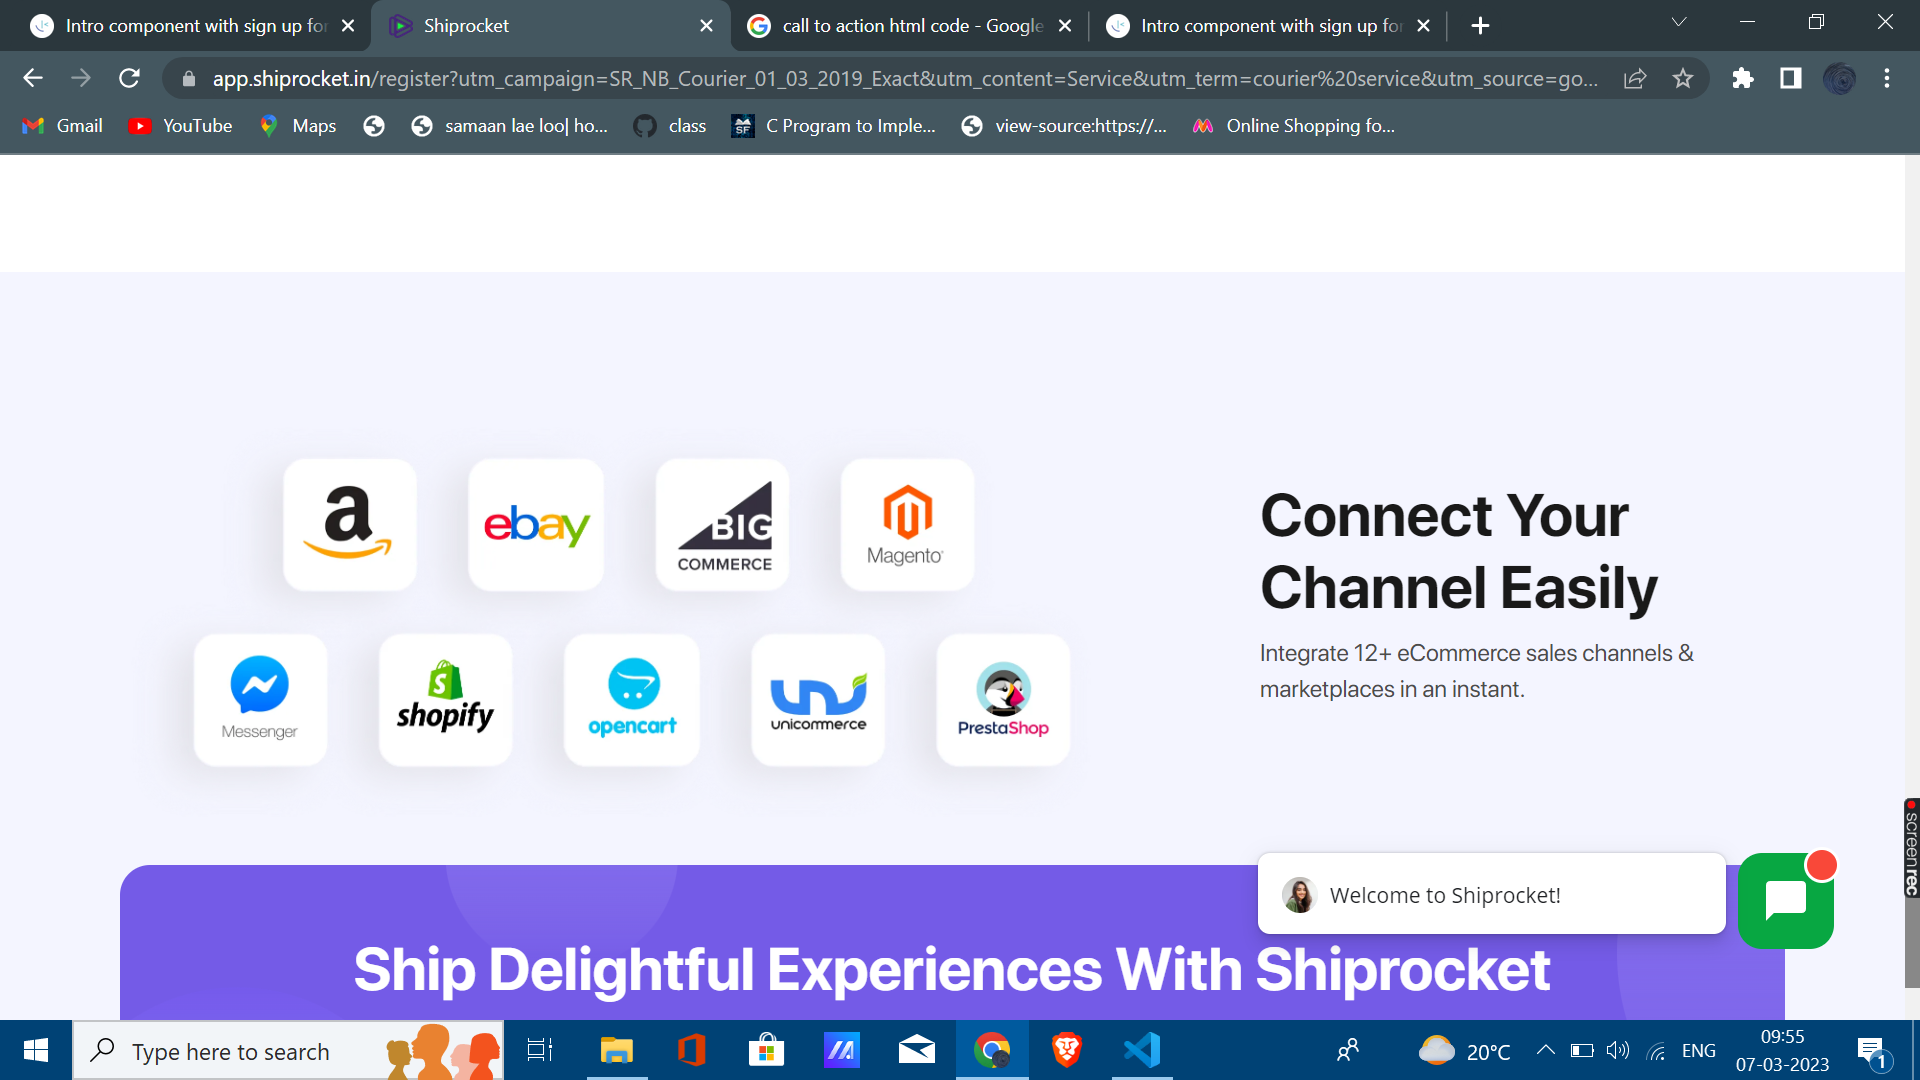 Intro component with sign up for
Shiprocket
call to action html code - Google
Intro component with sign up for
app.shiprocket.in/register?utm_campaign=SR_NB_Courier_01_03_2019_Exact&utm_content=Service&utm_term=courier%20service&utm_source=go...
Gmail
YouTube
Maps
samaan lae loo| ho...
class
SF
C Program to Imple...
view-source:https://...
Online Shopping fo...
a
ebay
BIG
COMMERCE
Magento
Connect Your
Channel Easily
Integrate 12+ eCommerce sales channels &
marketplaces in an instant.
Messenger
shopify
opencart
unicommerce
PrestaShop
Welcome to Shiprocket!
screenrec
Ship Delightful Experiences With Shiprocket
Type here to search
20°C
ENG
09:55
07-03-2023
1